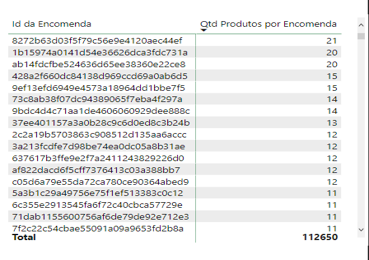 Id da Encomenda Qtd Produtos por Encomenda
8272b63d03f5f79c56e9e4120aec44ef 21
1b15974a0141d54e36626dca3fdc731a 20
ab14fdcfbe524636d65ee38360e22ce8 20
428a2f660dc84138d969ccd69a0ab6d5 15
9ef13efd6949e4573a18964dd1bbe7f5 15
73c8ab38f07dc94389065f7eba4f297a 14
9bdc4d4c71aa1de4606060929dee888c 14
37ee401157a3a0b28c9c6d0ed8c3b24b 13
2c2a19b5703863c908512d135aa6accc 12
3a213fcdfe7d98be74ea0dc05a8b31ae 12
637617b3ffe9e2f7a2411243829226d0 12
af822dacd6f5cff7376413c03a388bb7 12
c05d6a79e55da72ca780ce90364abed9 12
5a3b1c29a49756e75f1ef513383c0c12 11
6c355e2913545fa6f72c40cbca57729e 11
71dab1155600756af6de79de92e712e3 11
7f2c22c54cbae55091a09a9653fd2b8a 11
Total 112650